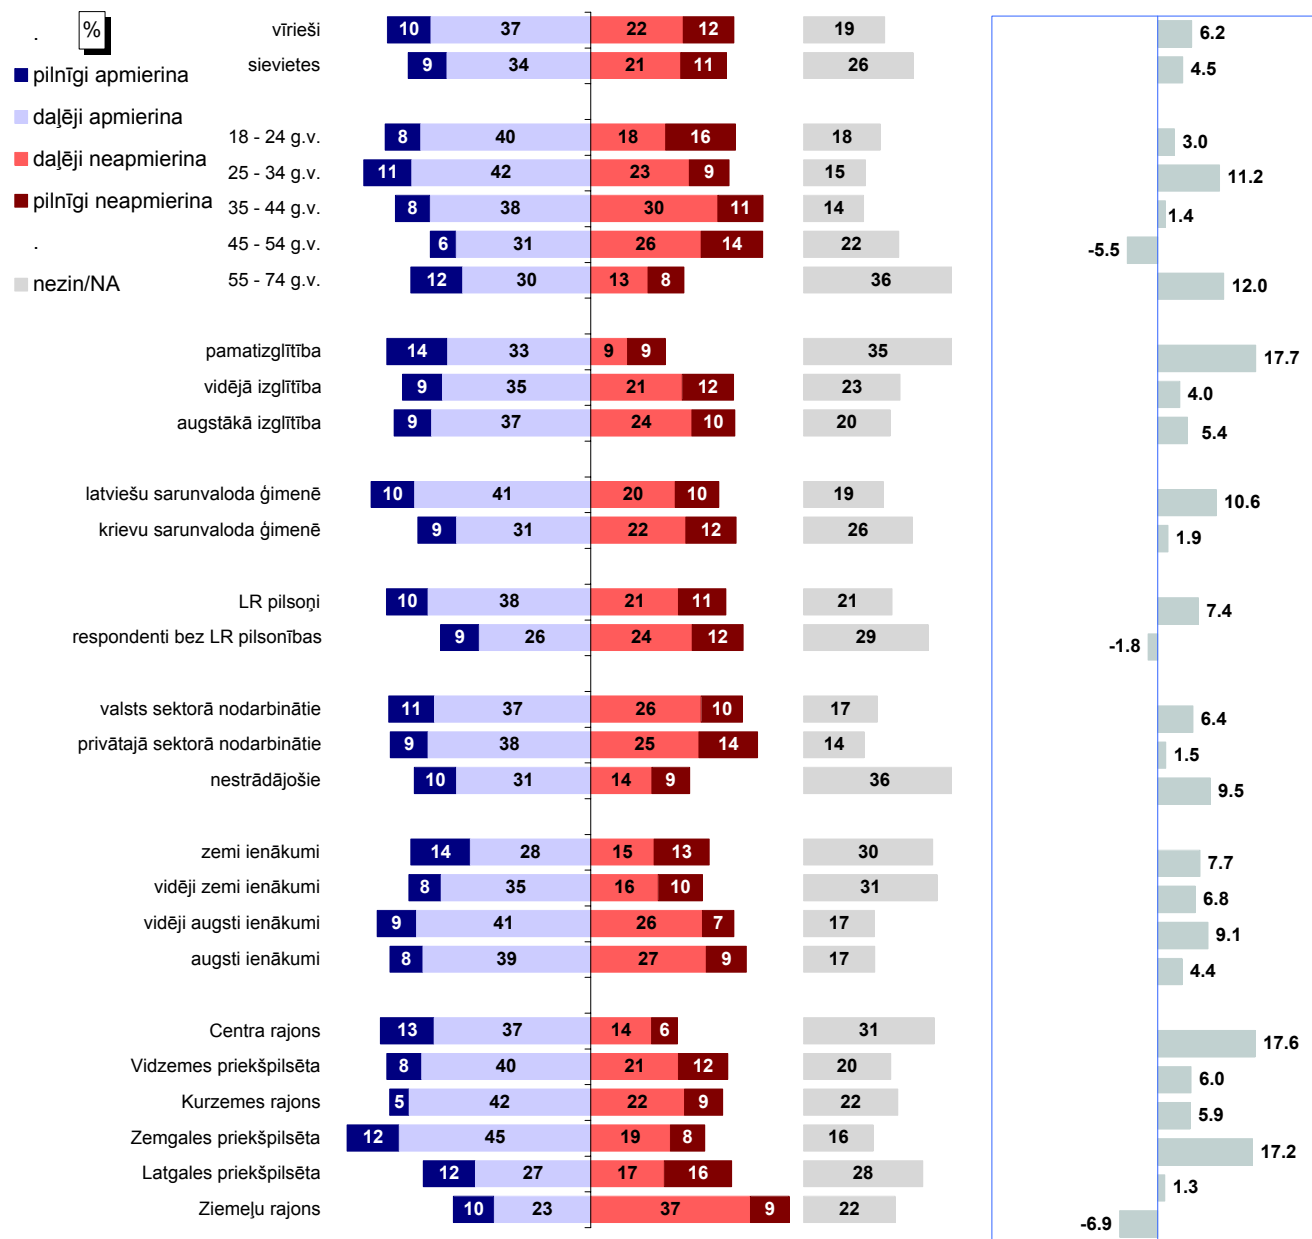 . %
pilnīgi apmierina
daļēji apmierina
daļēji neapmierina
pilnīgi neapmierina
.
nezin/NA
vīrieši 10 37 22 12 19 6.2
sievietes 9 34 21 11 26 4.5
18 - 24 g.v. 8 40 18 16 18 3.0
25 - 34 g.v. 11 42 23 9 15 11.2
35 - 44 g.v. 8 38 30 11 14 1.4
45 - 54 g.v. 6 31 26 14 22 -5.5
55 - 74 g.v. 12 30 13 8 36 12.0
pamatizglītība 14 33 9 9 35 17.7
vidējā izglītība 9 35 21 12 23 4.0
augstākā izglītība 9 37 24 10 20 5.4
latviešu sarunvaloda ģimenē 10 41 20 10 19 10.6
krievu sarunvaloda ģimenē 9 31 22 12 26 1.9
LR pilsoņi 10 38 21 11 21 7.4
respondenti bez LR pilsonības 9 26 24 12 29 -1.8
valsts sektorā nodarbinātie 11 37 26 10 17 6.4
privātajā sektorā nodarbinātie 9 38 25 14 14 1.5
nestrādājošie 10 31 14 9 36 9.5
zemi ienākumi 14 28 15 13 30 7.7
vidēji zemi ienākumi 8 35 16 10 31 6.8
vidēji augsti ienākumi 9 41 26 7 17 9.1
augsti ienākumi 8 39 27 9 17 4.4
Centra rajons 13 37 14 6 31 17.6
Vidzemes priekšpilsēta 8 40 21 12 20 6.0
Kurzemes rajons 5 42 22 9 22 5.9
Zemgales priekšpilsēta 12 45 19 8 16 17.2
Latgales priekšpilsēta 12 27 17 16 28 1.3
Ziemeļu rajons 10 23 37 9 22 -6.9